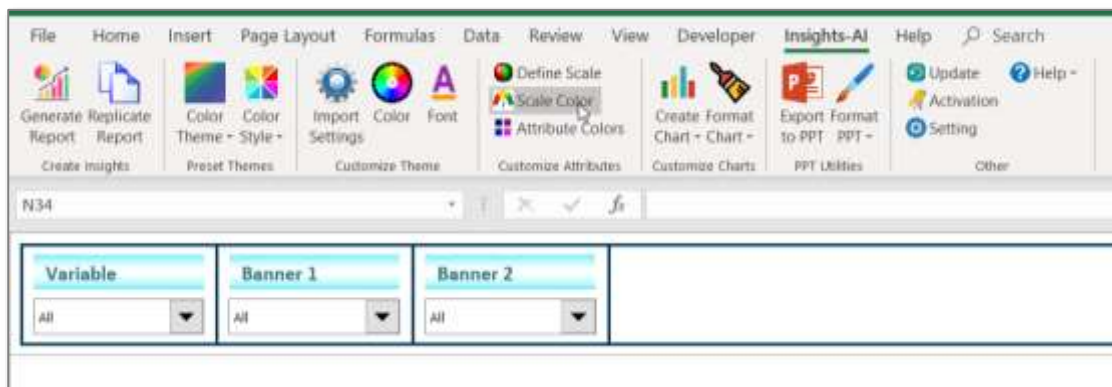 File Home Insert Page Layout Formulas Data Review View Developer Insights-AI Help Search
Generate Report
Replicate Report
Color Theme
Color Style
Import Settings
Color
Font
Define Scale
Scale Color
Attribute Colors
Create Chart
Format Chart
Export to PPT
Format PPT
Update
Activation
Setting
Help
Create Insights Preset Themes Customize Theme Customize Attributes Customize Charts PPT Utilities Other
N34 fx
Variable Banner 1 Banner 2
All All All